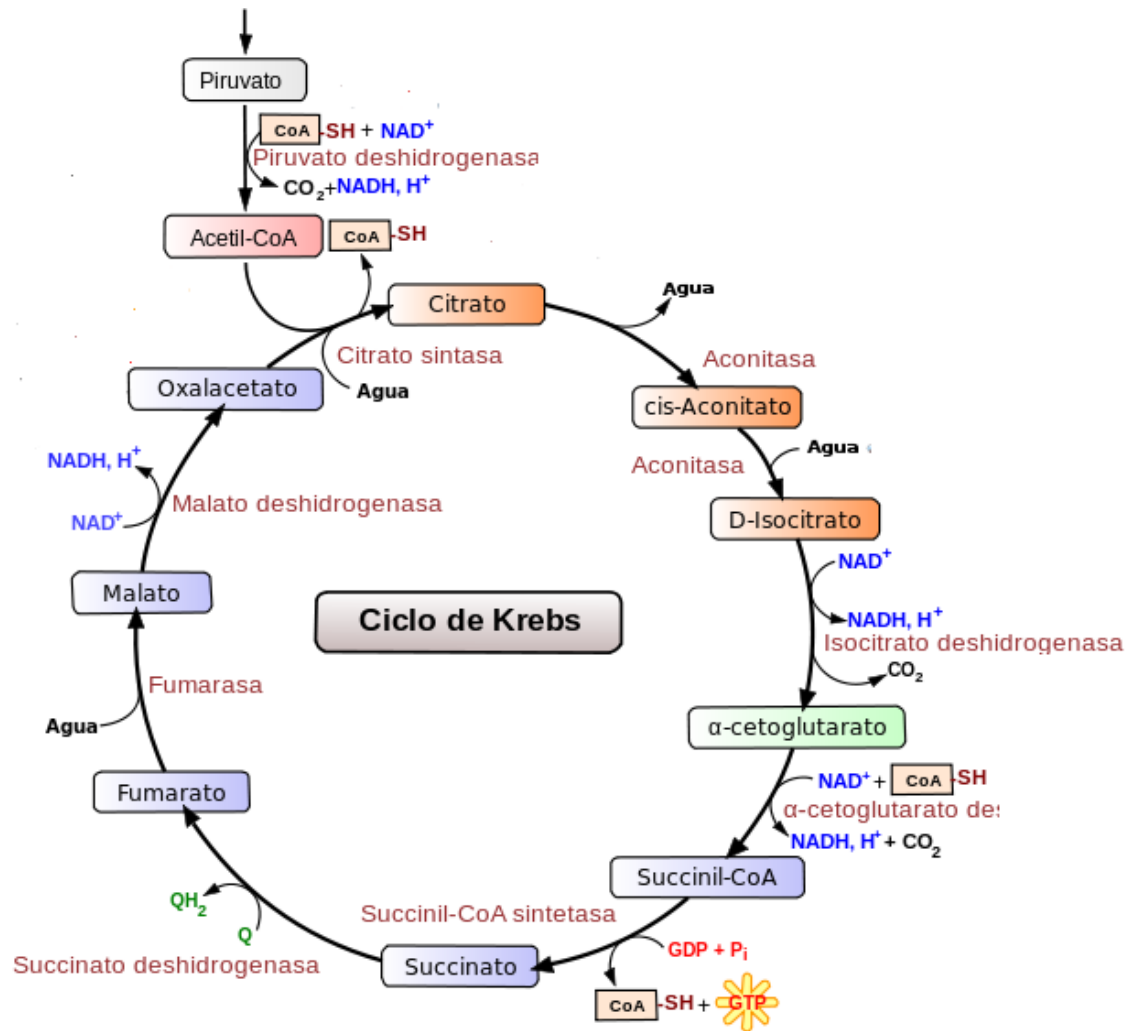 Piruvato
CoA-SH + NAD+
Piruvato deshidrogenasa
CO2+NADH, H+
Acetil-CoA
CoA-SH
Citrato
Agua
Citrato sintasa
Agua
Aconitasa
Oxalacetato
cis-Aconitato
Agua
Aconitasa
NADH, H+
NAD+
Malato deshidrogenasa
D-Isocitrato
NAD+
NADH, H+
Isocitrato deshidrogenasa
CO2
Malato
Ciclo de Krebs
Fumarasa
Agua
α-cetoglutarato
NAD+ + CoA-SH
α-cetoglutarato des
NADH, H+ + CO2
Fumarato
Succinil-CoA
QH2
Q
Succinato deshidrogenasa
Succinil-CoA sintetasa
GDP + Pi
Succinato
CoA-SH + GTP